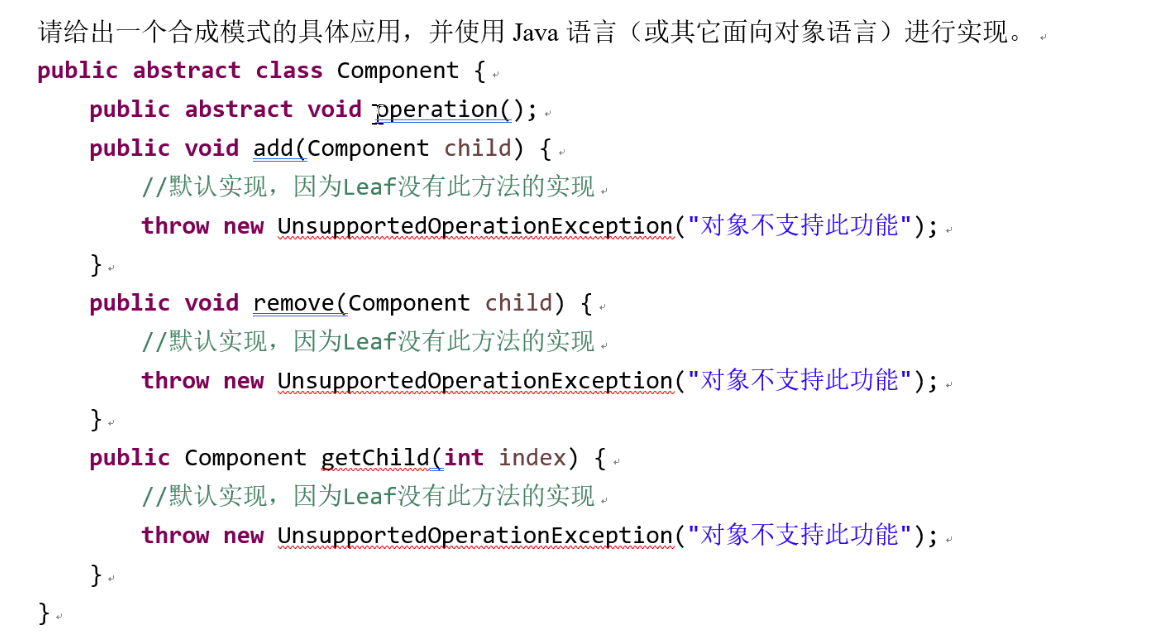 请给出一个合成模式的具体应用，并使用 Java 语言（或其它面向对象语言）进行实现。
public abstract class Component {
public abstract void operation();
public void add(Component child) {
//默认实现，因为Leaf没有此方法的实现
throw new UnsupportedOperationException("对象不支持此功能");
}
public void remove(Component child) {
//默认实现，因为Leaf没有此方法的实现
throw new UnsupportedOperationException("对象不支持此功能");
}
public Component getChild(int index) {
//默认实现，因为Leaf没有此方法的实现
throw new UnsupportedOperationException("对象不支持此功能");
}
}